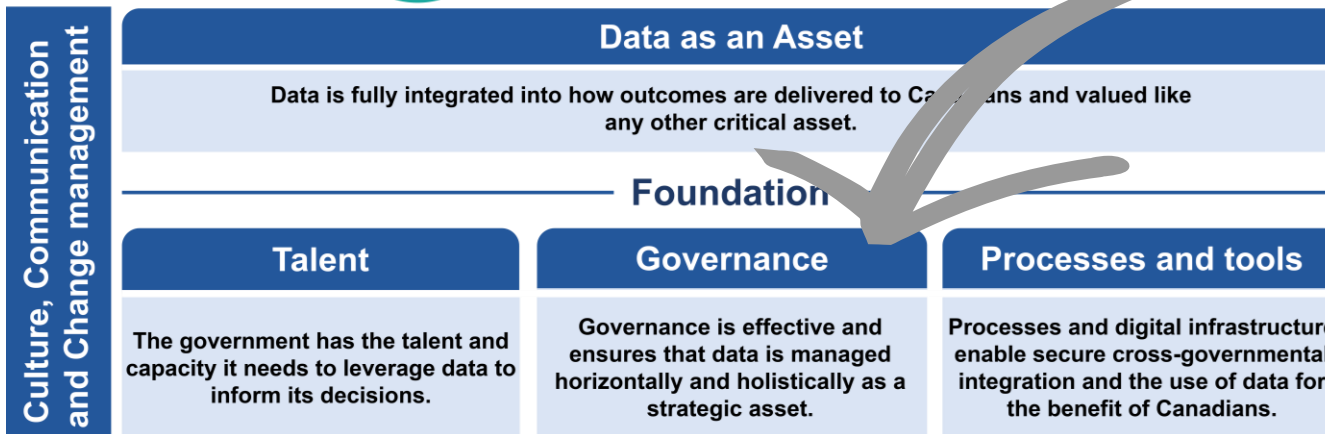 Culture, Communication
and Change management
Data as an Asset
Data is fully integrated into how outcomes are delivered to Ca ans and valued like
any other critical asset.
Foundation
Talent
The government has the talent and
capacity it needs to leverage data to
inform its decisions.
Governance
Governance is effective and
ensures that data is managed
horizontally and holistically as a
strategic asset.
Processes and tools
Processes and digital infrastructure
enable secure cross-governmental
integration and the use of data for
the benefit of Canadians.